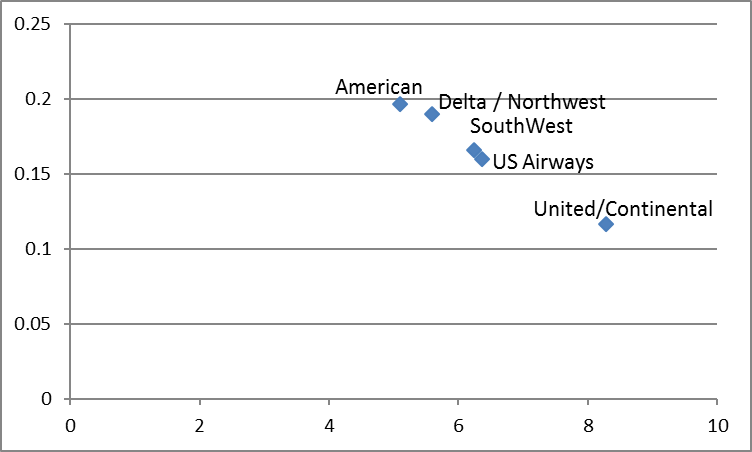 0.25
American
0.2
Delta / Northwest
SouthWest
0.15
US Airways
United/Continental
0.1
0.05
0
0 2 4 6 8 10